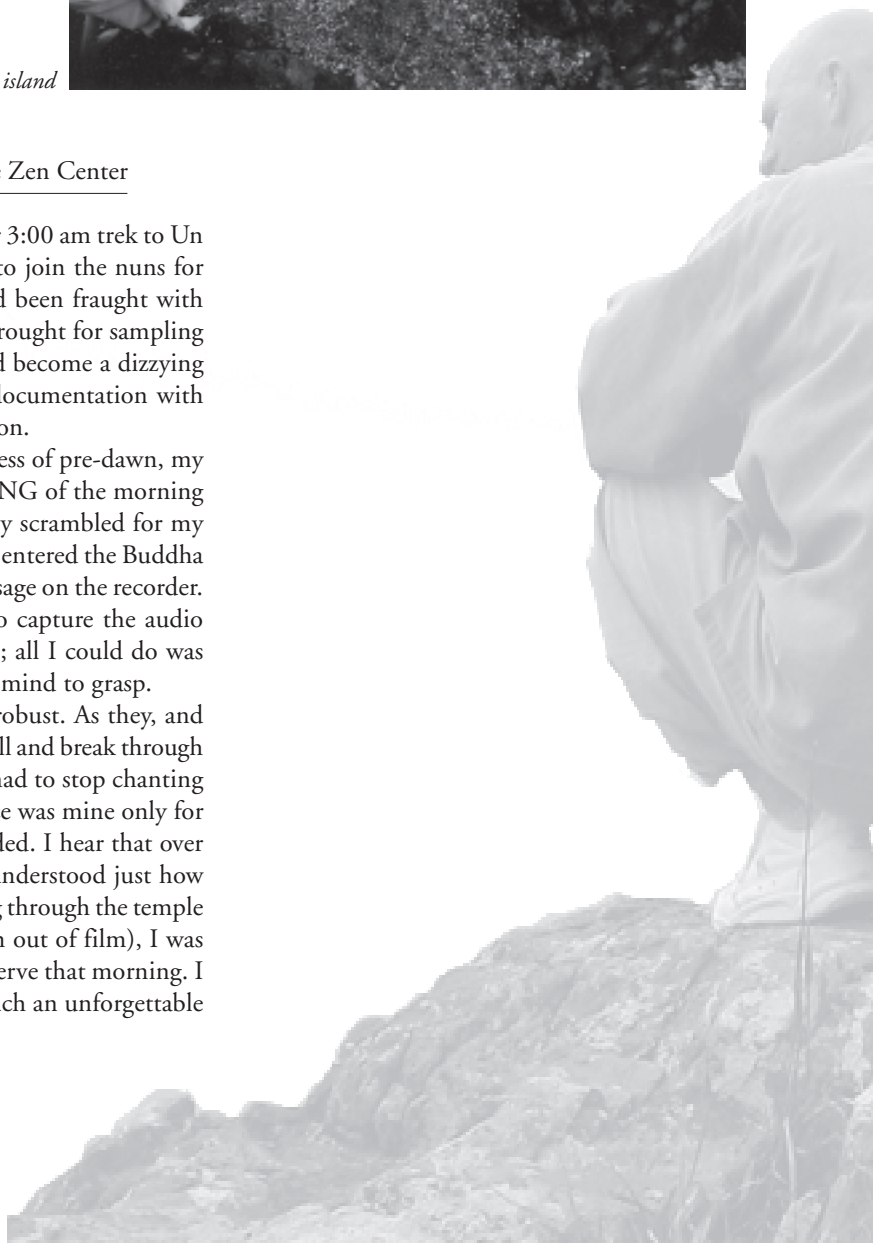 island
Zen Center
3:00 am trek to Un
to join the nuns for
been fraught with
rought for sampling
become a dizzying
ocumentation with
on.
ess of pre-dawn, my
NG of the morning
y scrambled for my
entered the Buddha
sage on the recorder.
o capture the audio
; all I could do was
mind to grasp.
robust. As they, and
ll and break through
had to stop chanting
e was mine only for
ded. I hear that over
understood just how
through the temple
n out of film), I was
erve that morning. I
ch an unforgettable